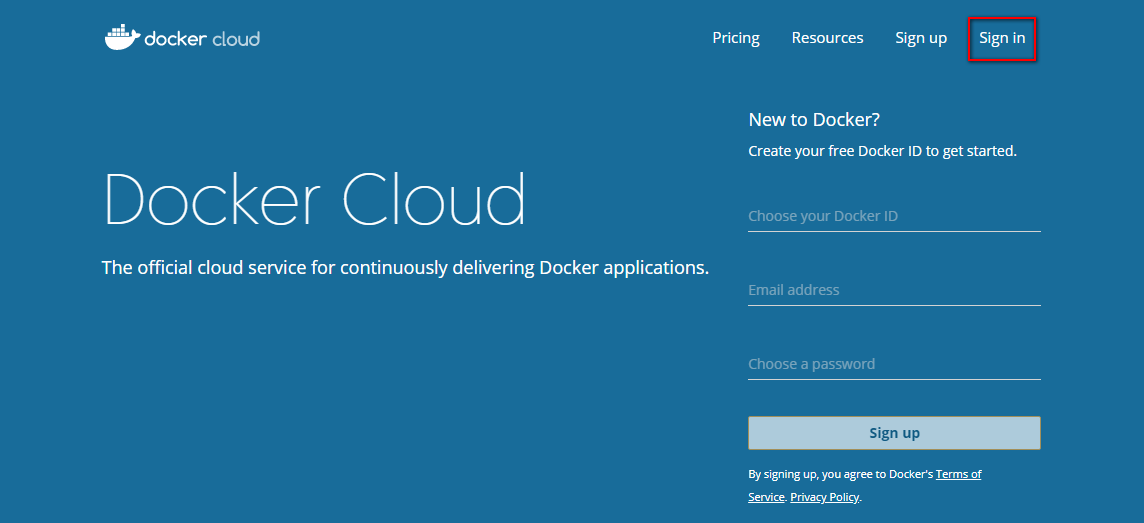 docker cloud
Pricing
Resources
Sign up
Sign in
New to Docker?
Create your free Docker ID to get started.
Docker Cloud
The official cloud service for continuously delivering Docker applications.
Choose your Docker ID
Email address
Choose a password
Sign up
By signing up, you agree to Docker's Terms of
Service. Privacy Policy.